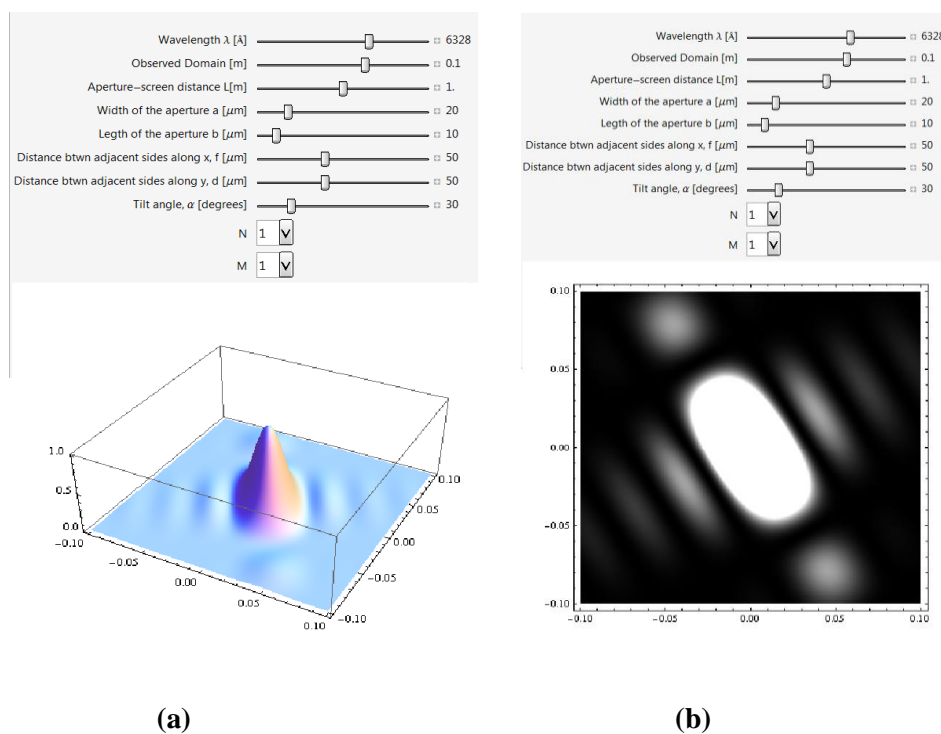 Wavelength λ [Å] 6328
Observed Domain [m] 0.1
Aperture−screen distance L[m] 1.
Width of the aperture a [μm] 20
Legth of the aperture b [μm] 10
Distance btwn adjacent sides along x, f [μm] 50
Distance btwn adjacent sides along y, d [μm] 50
Tilt angle, α [degrees] 30
N 1
M 1
1.0
0.5
0.0
−0.10
−0.05
0.00
0.05
0.10
−0.10
−0.05
0.00
0.05
0.10
(a)
Wavelength λ [Å] 6328
Observed Domain [m] 0.1
Aperture−screen distance L[m] 1.
Width of the aperture a [μm] 20
Legth of the aperture b [μm] 10
Distance btwn adjacent sides along x, f [μm] 50
Distance btwn adjacent sides along y, d [μm] 50
Tilt angle, α [degrees] 30
N 1
M 1
0.10
0.05
0.00
−0.05
−0.10
−0.10 −0.05 0.00 0.05 0.10
(b)